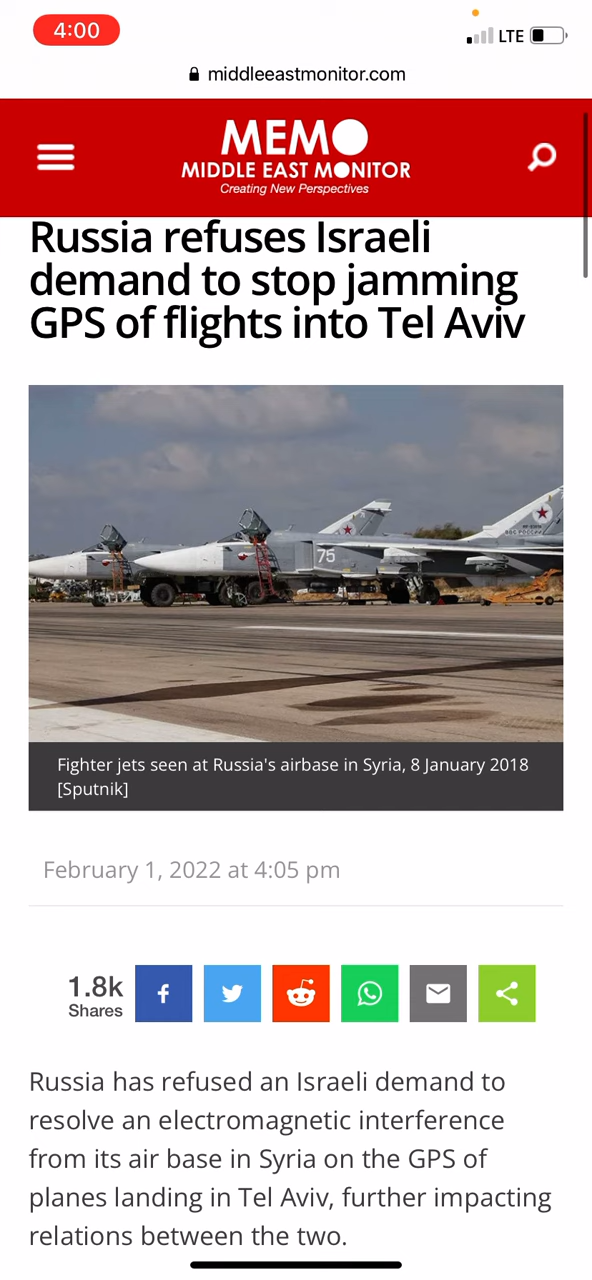 4:00
LTE
middleeastmonitor.com
MEMO
MIDDLE EAST MONITOR
Creating New Perspectives
Russia refuses Israeli
demand to stop jamming
GPS of flights into Tel Aviv
75
Fighter jets seen at Russia's airbase in Syria, 8 January 2018
[Sputnik]
February 1, 2022 at 4:05 pm
1.8k
Shares
Russia has refused an Israeli demand to
resolve an electromagnetic interference
from its air base in Syria on the GPS of
planes landing in Tel Aviv, further impacting
relations between the two.